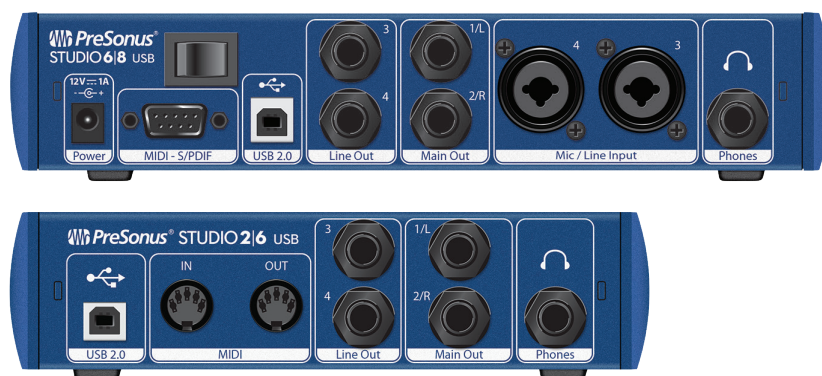 PreSonus®
STUDIO 6|8 USB
12V 1A
- +
Power
MIDI - S/PDIF
USB 2.0
3
4
Line Out
1/L
2/R
Main Out
4 3
Mic / Line Input
Phones
PreSonus® STUDIO 2|6 USB
USB 2.0
IN OUT
MIDI
3
4
Line Out
1/L
2/R
Main Out
Phones